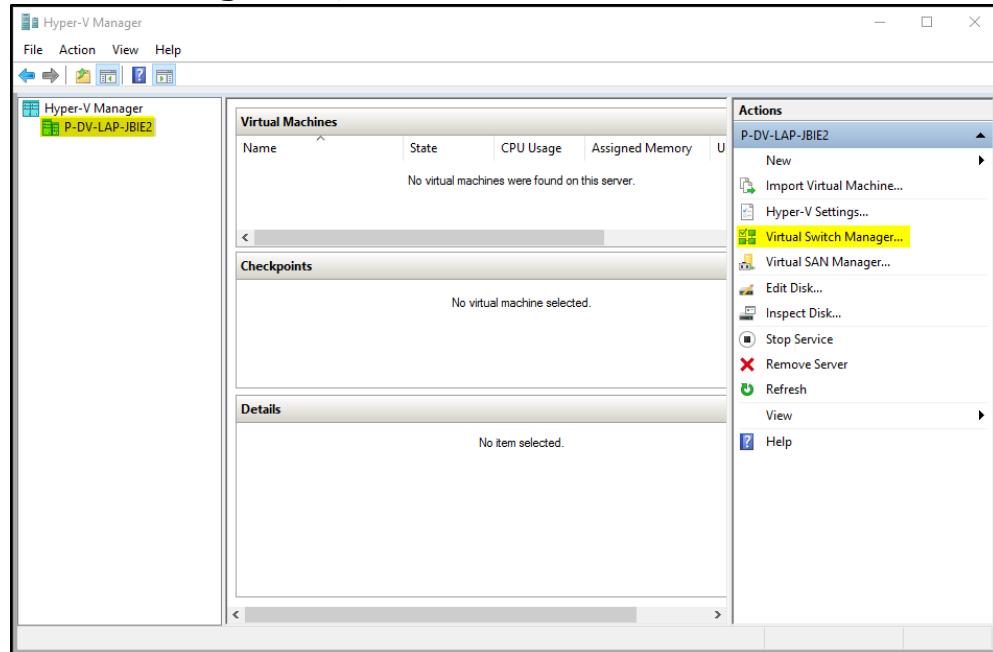 Hyper-V Manager
File Action View Help
Hyper-V Manager
P-DV-LAP-JBIE2
Virtual Machines
Name State CPU Usage Assigned Memory U
No virtual machines were found on this server.
Checkpoints
No virtual machine selected.
Details
No item selected.
Actions
P-DV-LAP-JBIE2
New
Import Virtual Machine...
Hyper-V Settings...
Virtual Switch Manager...
Virtual SAN Manager...
Edit Disk...
Inspect Disk...
Stop Service
Remove Server
Refresh
View
Help